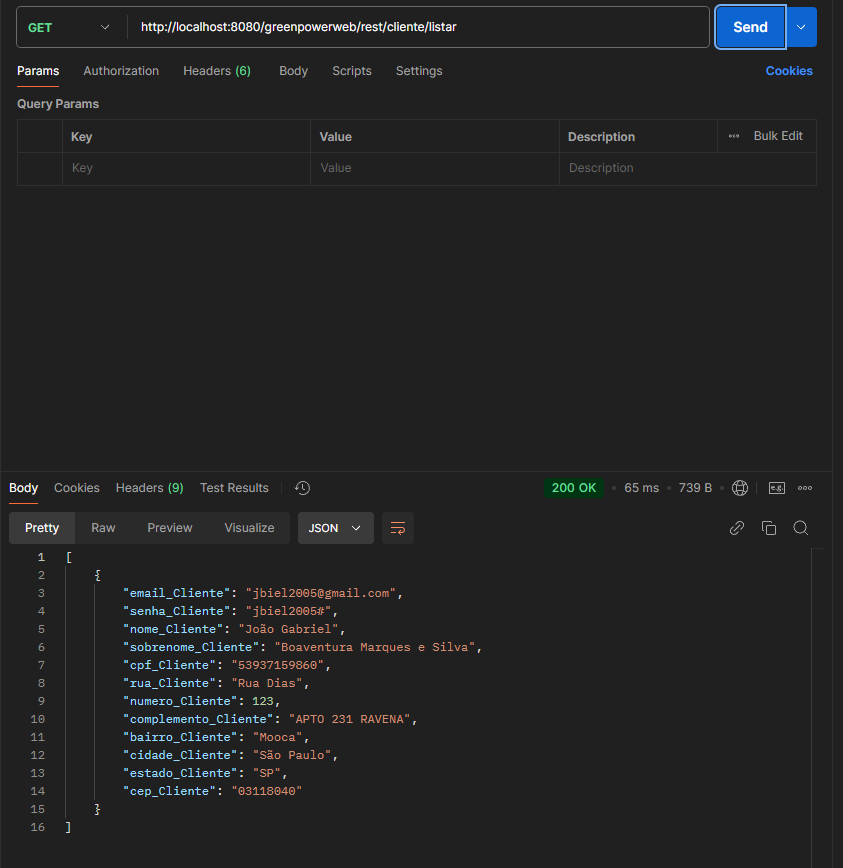 GET http://localhost:8080/greenpowerweb/rest/cliente/listar Send
Params Authorization Headers (6) Body Scripts Settings Cookies
Query Params
Key Value Description Bulk Edit
Key Value Description
Body Cookies Headers (9) Test Results 200 OK 65 ms 739 B e.g.
Pretty Raw Preview Visualize JSON
1 [
2 {
3 "email_Cliente": "jbiel2005@gmail.com",
4 "senha_Cliente": "jbiel2005#",
5 "nome_Cliente": "João Gabriel",
6 "sobrenome_Cliente": "Boaventura Marques e Silva",
7 "cpf_Cliente": "53937159860",
8 "rua_Cliente": "Rua Dias",
9 "numero_Cliente": 123,
10 "complemento_Cliente": "APTO 231 RAVENA",
11 "bairro_Cliente": "Mooca",
12 "cidade_Cliente": "São Paulo",
13 "estado_Cliente": "SP",
14 "cep_Cliente": "03118040"
15 }
16 ]